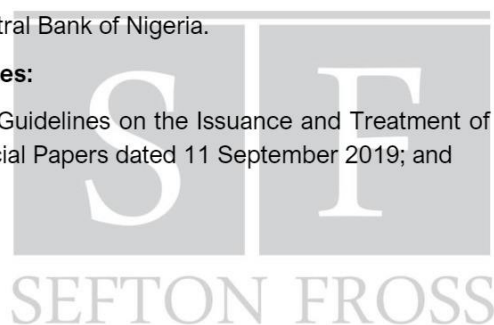 tral Bank of Nigeria.
es:
Guidelines on the Issuance and Treatment of
cial Papers dated 11 September 2019; and
S F
SEFTON FROSS